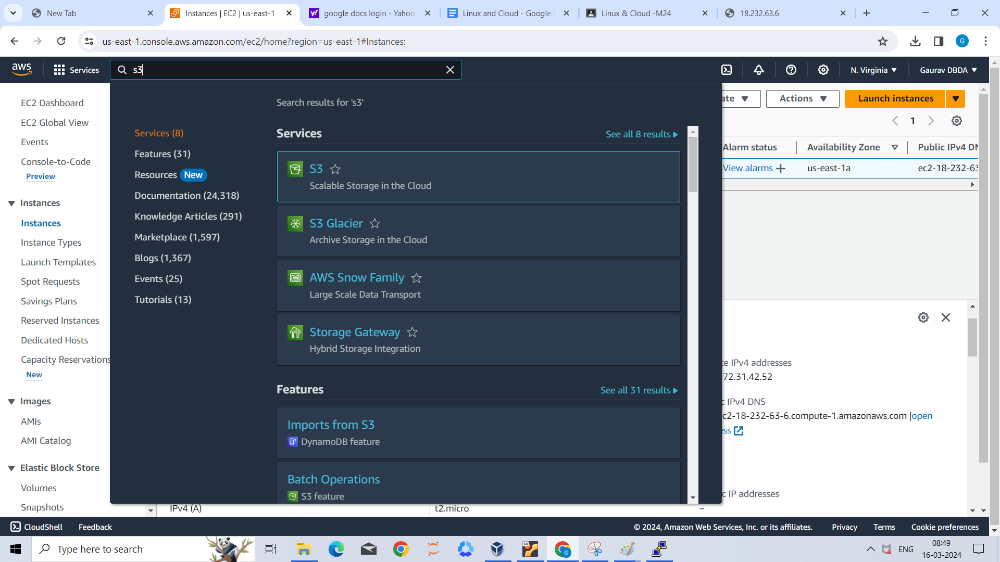 New Tab
Instances | EC2 | us-east-1
google docs login - Yahoo
Linux and Cloud - Google
Linux & Cloud -M24
18.232.63.6
us-east-1.console.aws.amazon.com/ec2/home?region=us-east-1#Instances:
G
aws
Services
s3
N. Virginia
Gaurav DBDA
EC2 Dashboard
EC2 Global View
Events
Console-to-Code
Preview
Instances
Instances
Instance Types
Launch Templates
Spot Requests
Savings Plans
Reserved Instances
Dedicated Hosts
Capacity Reservations
New
Images
AMIs
AMI Catalog
Elastic Block Store
Volumes
Snapshots
Search results for 's3'
Services (8)
Features (31)
Resources New
Documentation (24,318)
Knowledge Articles (291)
Marketplace (1,597)
Blogs (1,367)
Events (25)
Tutorials (13)
Services
See all 8 results
S3
Scalable Storage in the Cloud
S3 Glacier
Archive Storage in the Cloud
AWS Snow Family
Large Scale Data Transport
Storage Gateway
Hybrid Storage Integration
Features
See all 31 results
Imports from S3
DynamoDB feature
Batch Operations
S3 feature
ate
Actions
Launch instances
1
Alarm status
Availability Zone
Public IPv4 DN
View alarms
us-east-1a
ec2-18-232-63
te IPv4 addresses
72.31.42.52
c IPv4 DNS
c2-18-232-63-6.compute-1.amazonaws.com |open
ess
c IP addresses
IPv4 (A)
t2.micro
–
CloudShell
Feedback
© 2024, Amazon Web Services, Inc. or its affiliates.
Privacy
Terms
Cookie preferences
Type here to search
64
G
ENG
08:49
16-03-2024